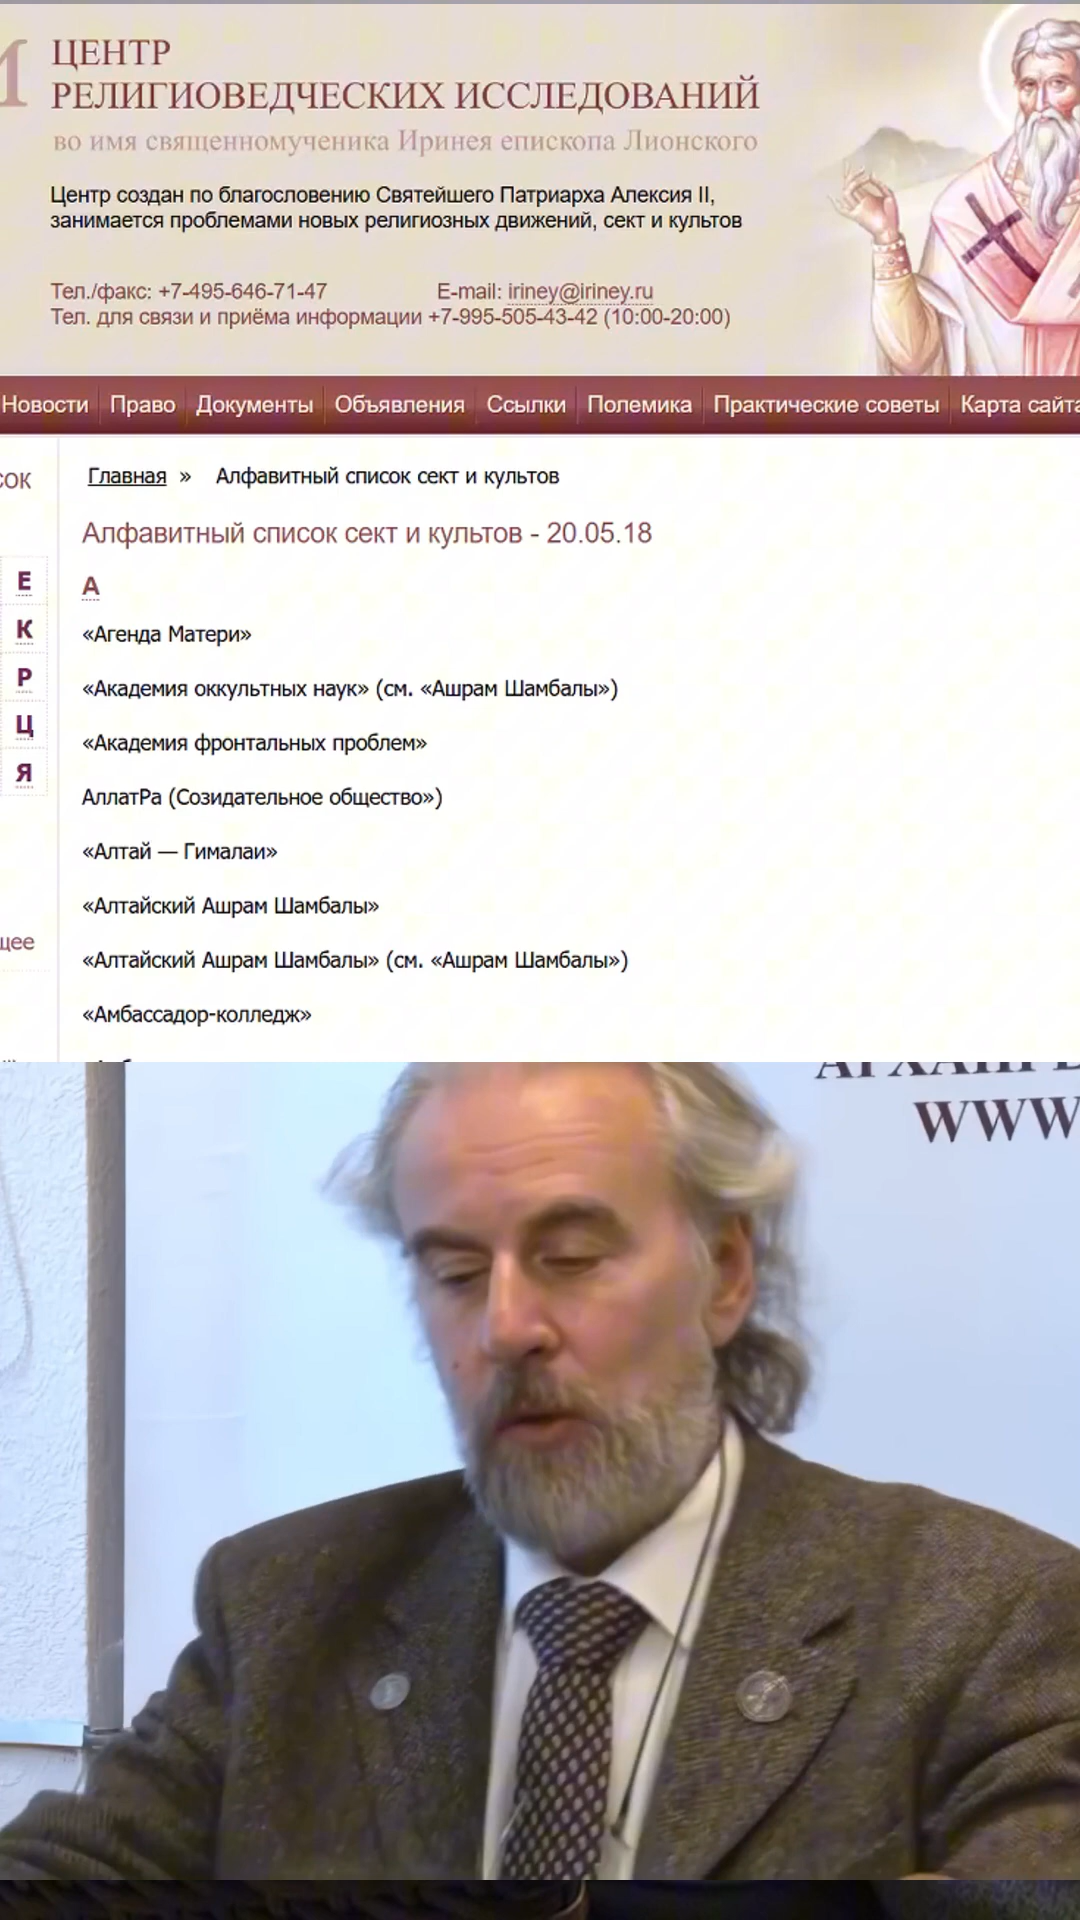 ЦЕНТР
РЕЛИГИОВЕДЧЕСКИХ ИССЛЕДОВАНИЙ
во имя священномученика Иринея епископа Лионского
Центр создан по благословению Святейшего Патриарха Алексия II,
занимается проблемами новых религиозных движений, сект и культов
Тел./факс: +7-495-646-71-47 E-mail: iriney@iriney.ru
Тел. для связи и приёма информации +7-995-505-43-42 (10:00-20:00)
Новости Право Документы Объявления Ссылки Полемика Практические советы Карта сайта
Главная » Алфавитный список сект и культов
Алфавитный список сект и культов - 20.05.18
А
Е
К
Р
Ц
Я
«Агенда Матери»
«Академия оккультных наук» (см. «Ашрам Шамбалы»)
«Академия фронтальных проблем»
АллатРа (Созидательное общество»)
«Алтай — Гималаи»
«Алтайский Ашрам Шамбалы»
«Алтайский Ашрам Шамбалы» (см. «Ашрам Шамбалы»)
«Амбассадор-колледж»
WWW